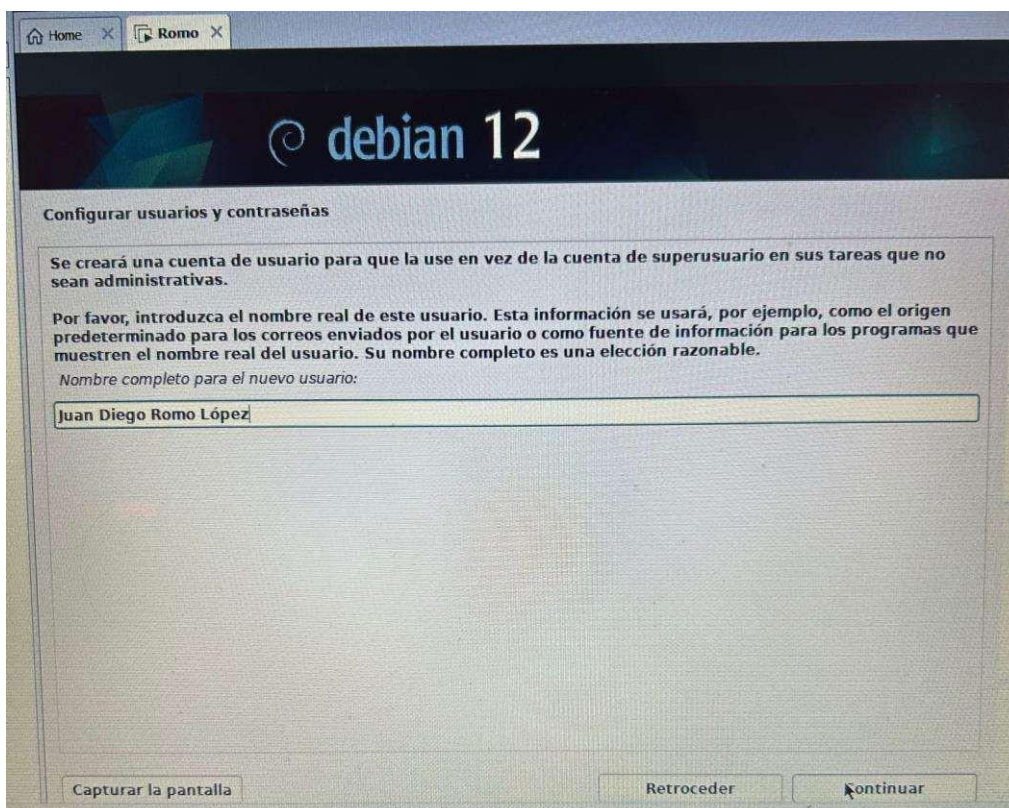 Home
Romo
debian 12
Configurar usuarios y contraseñas
Se creará una cuenta de usuario para que la use en vez de la cuenta de superusuario en sus tareas que no
sean administrativas.
Por favor, introduzca el nombre real de este usuario. Esta información se usará, por ejemplo, como el origen
predeterminado para los correos enviados por el usuario o como fuente de información para los programas que
muestren el nombre real del usuario. Su nombre completo es una elección razonable.
Nombre completo para el nuevo usuario:
Juan Diego Romo López
Capturar la pantalla
Retroceder
Continuar